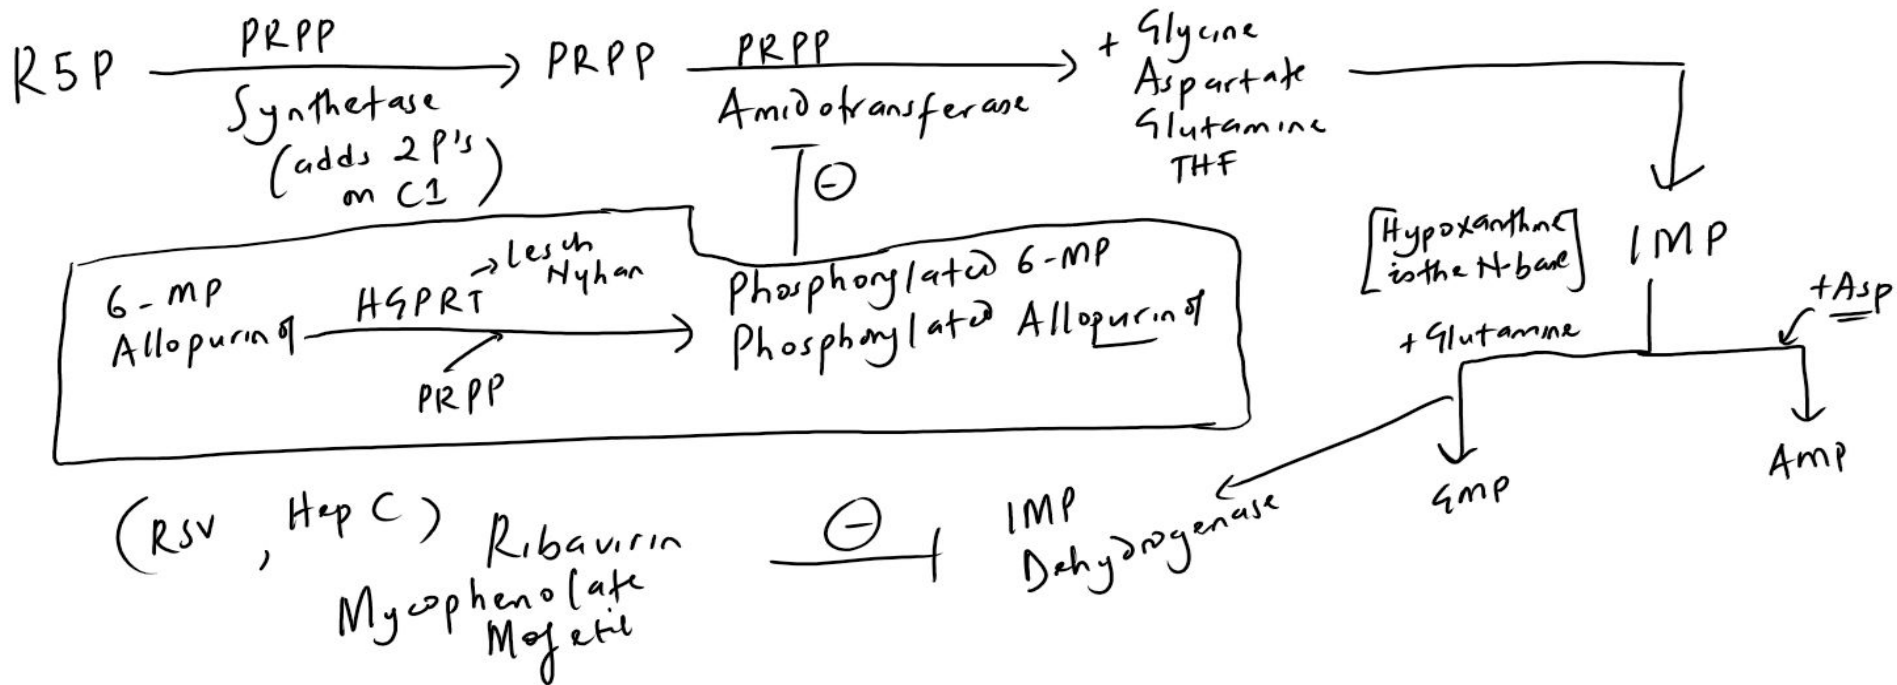 R5P PRPP PRPP PRPP + Glycine
Synthetase Amidotransferase Aspartate
(adds 2 P's Glutamine
on C1) THF
⊖
6-MP HGPRT → Lesch
Allopurinol Nyhan
PRPP
Phosphorylated 6-MP
Phosphorylated Allopurinol
[Hypoxanthine
is the N-base]
IMP
+ Glutamine
+Asp
GMP
AMP
(RSV, Hep C) Ribavirin
Mycophenolate
Mofetil
⊖
IMP
Dehydrogenase